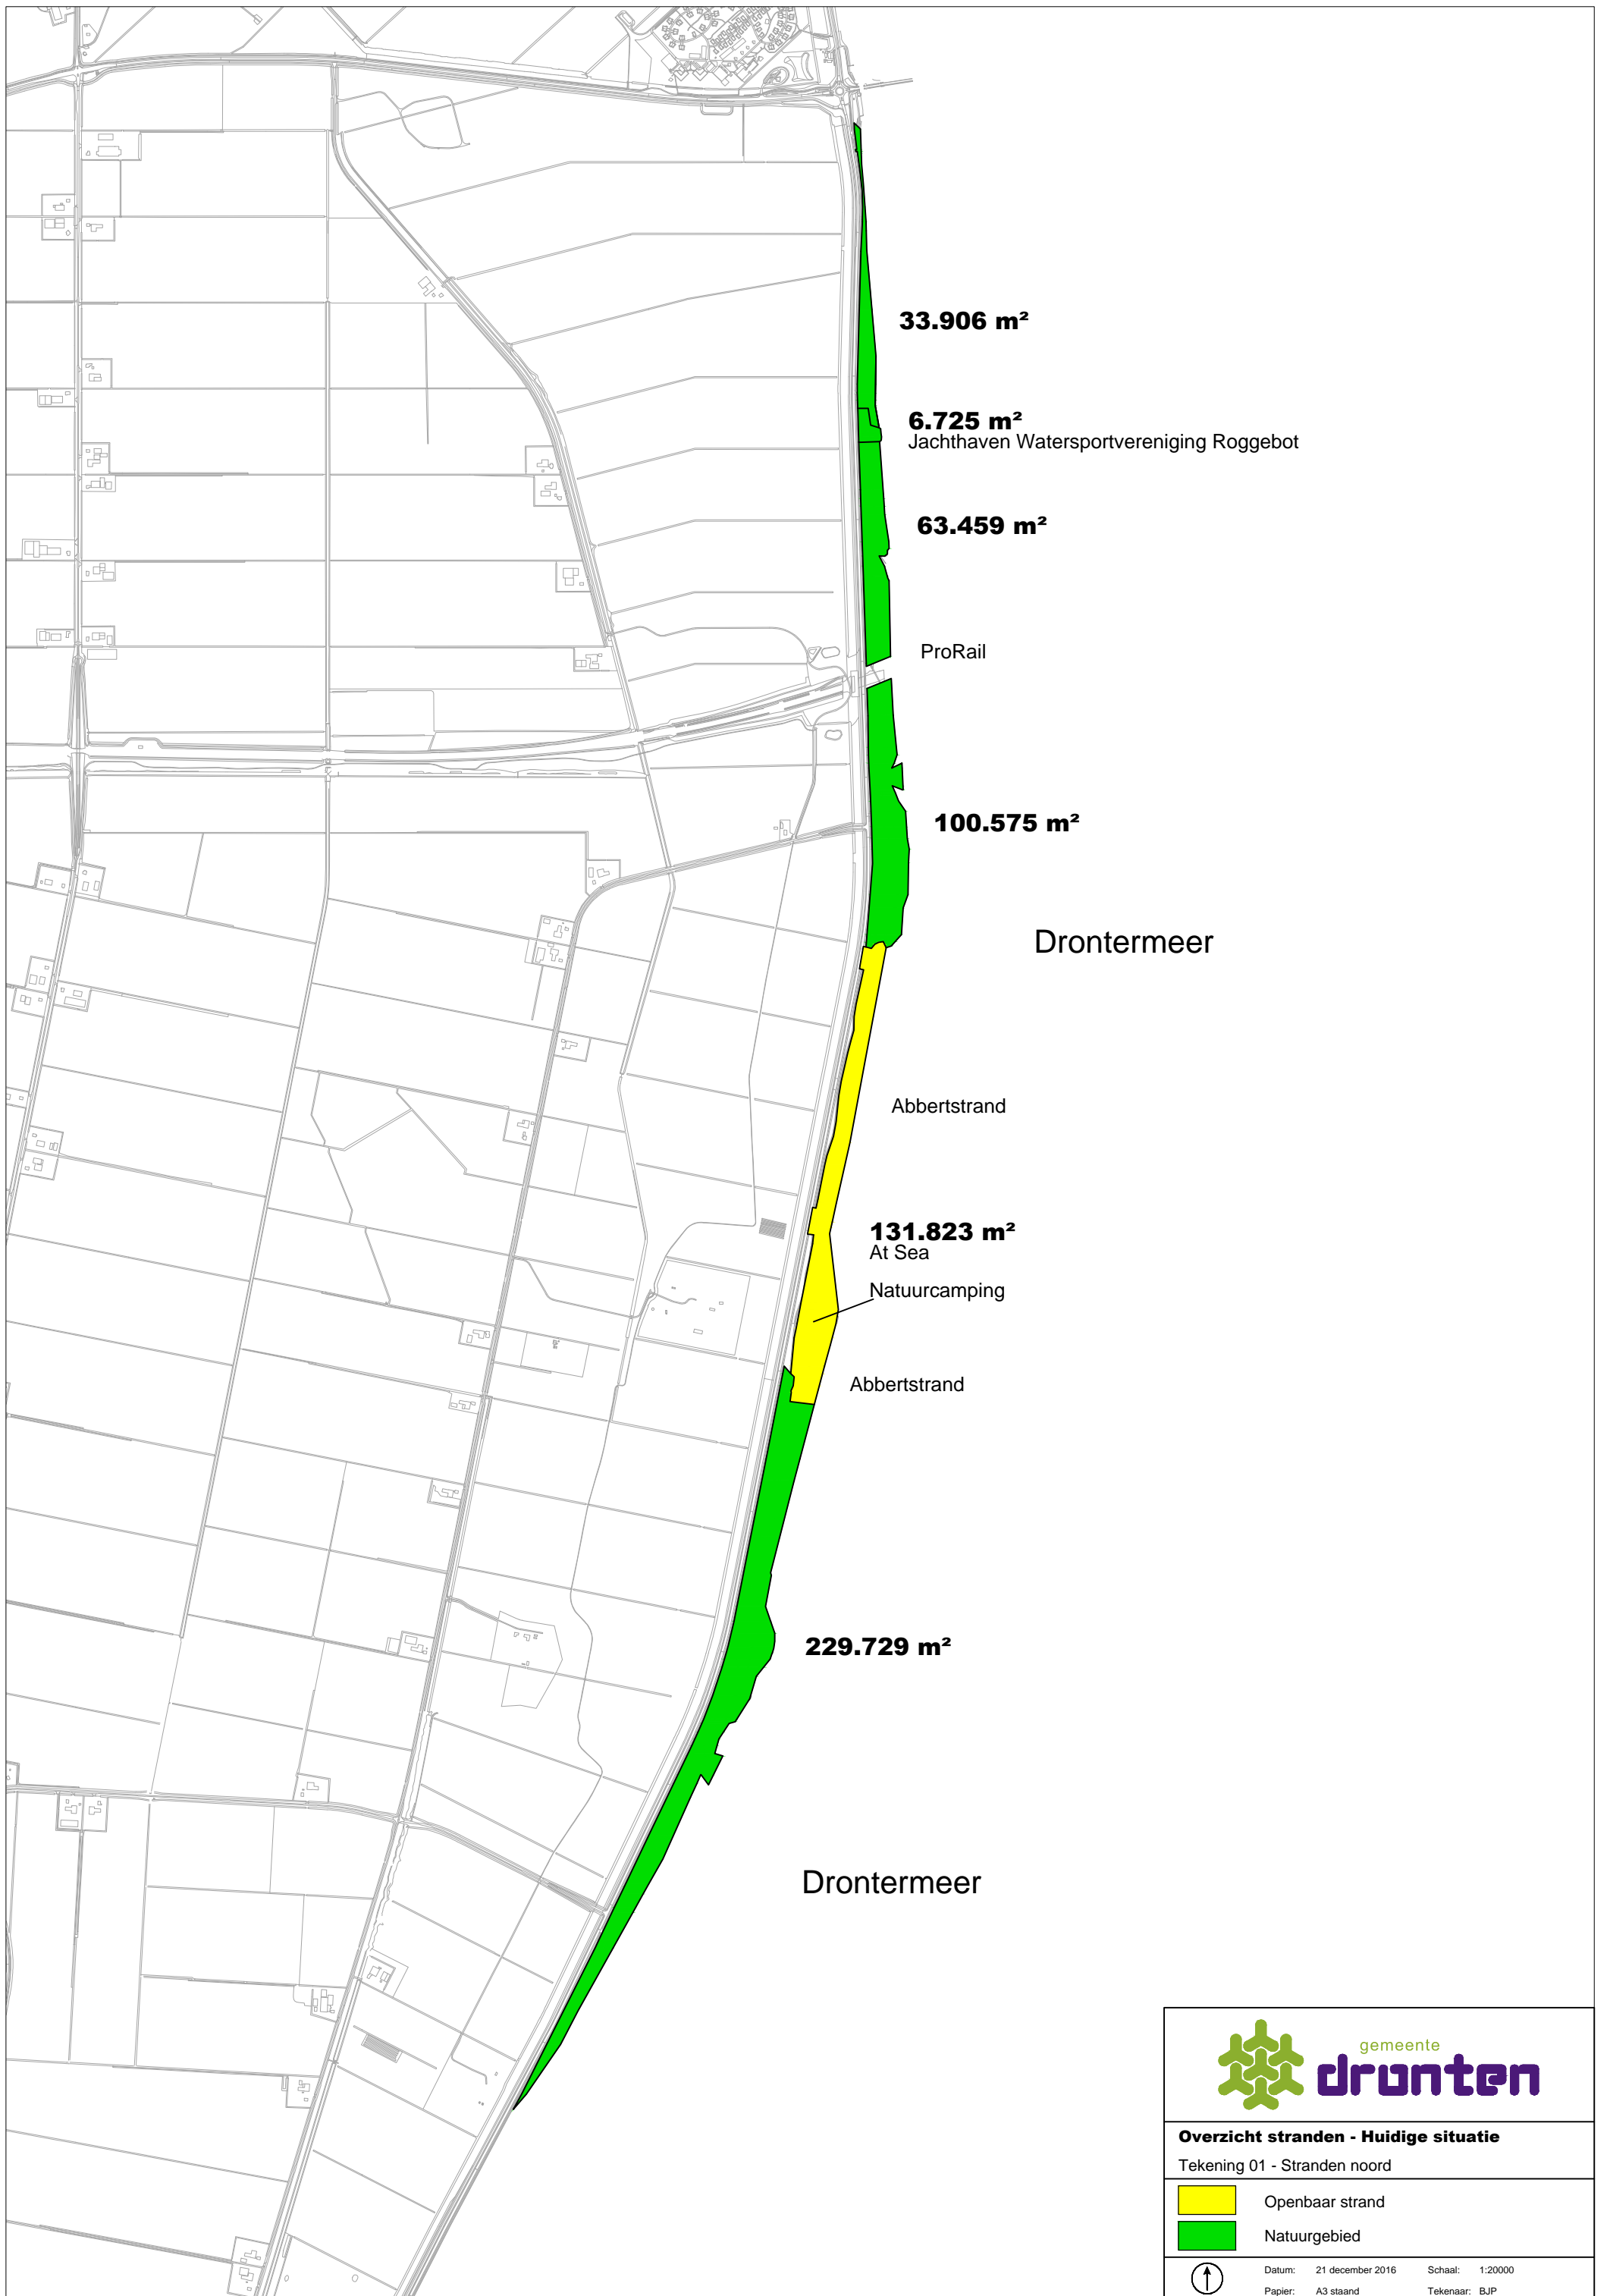 33.906 m²
6.725 m²
Jachthaven Watersportvereniging Roggebot
63.459 m²
ProRail
100.575 m²
Drontermeer
Abbertstrand
131.823 m²
At Sea
Natuurcamping
Abbertstrand
229.729 m²
Drontermeer
gemeente
dronten
Overzicht stranden - Huidige situatie
Tekening 01 - Stranden noord
Openbaar strand
Natuurgebied
Datum: 21 december 2016 Schaal: 1:20000
Papier: A3 staand Tekenaar: BJP